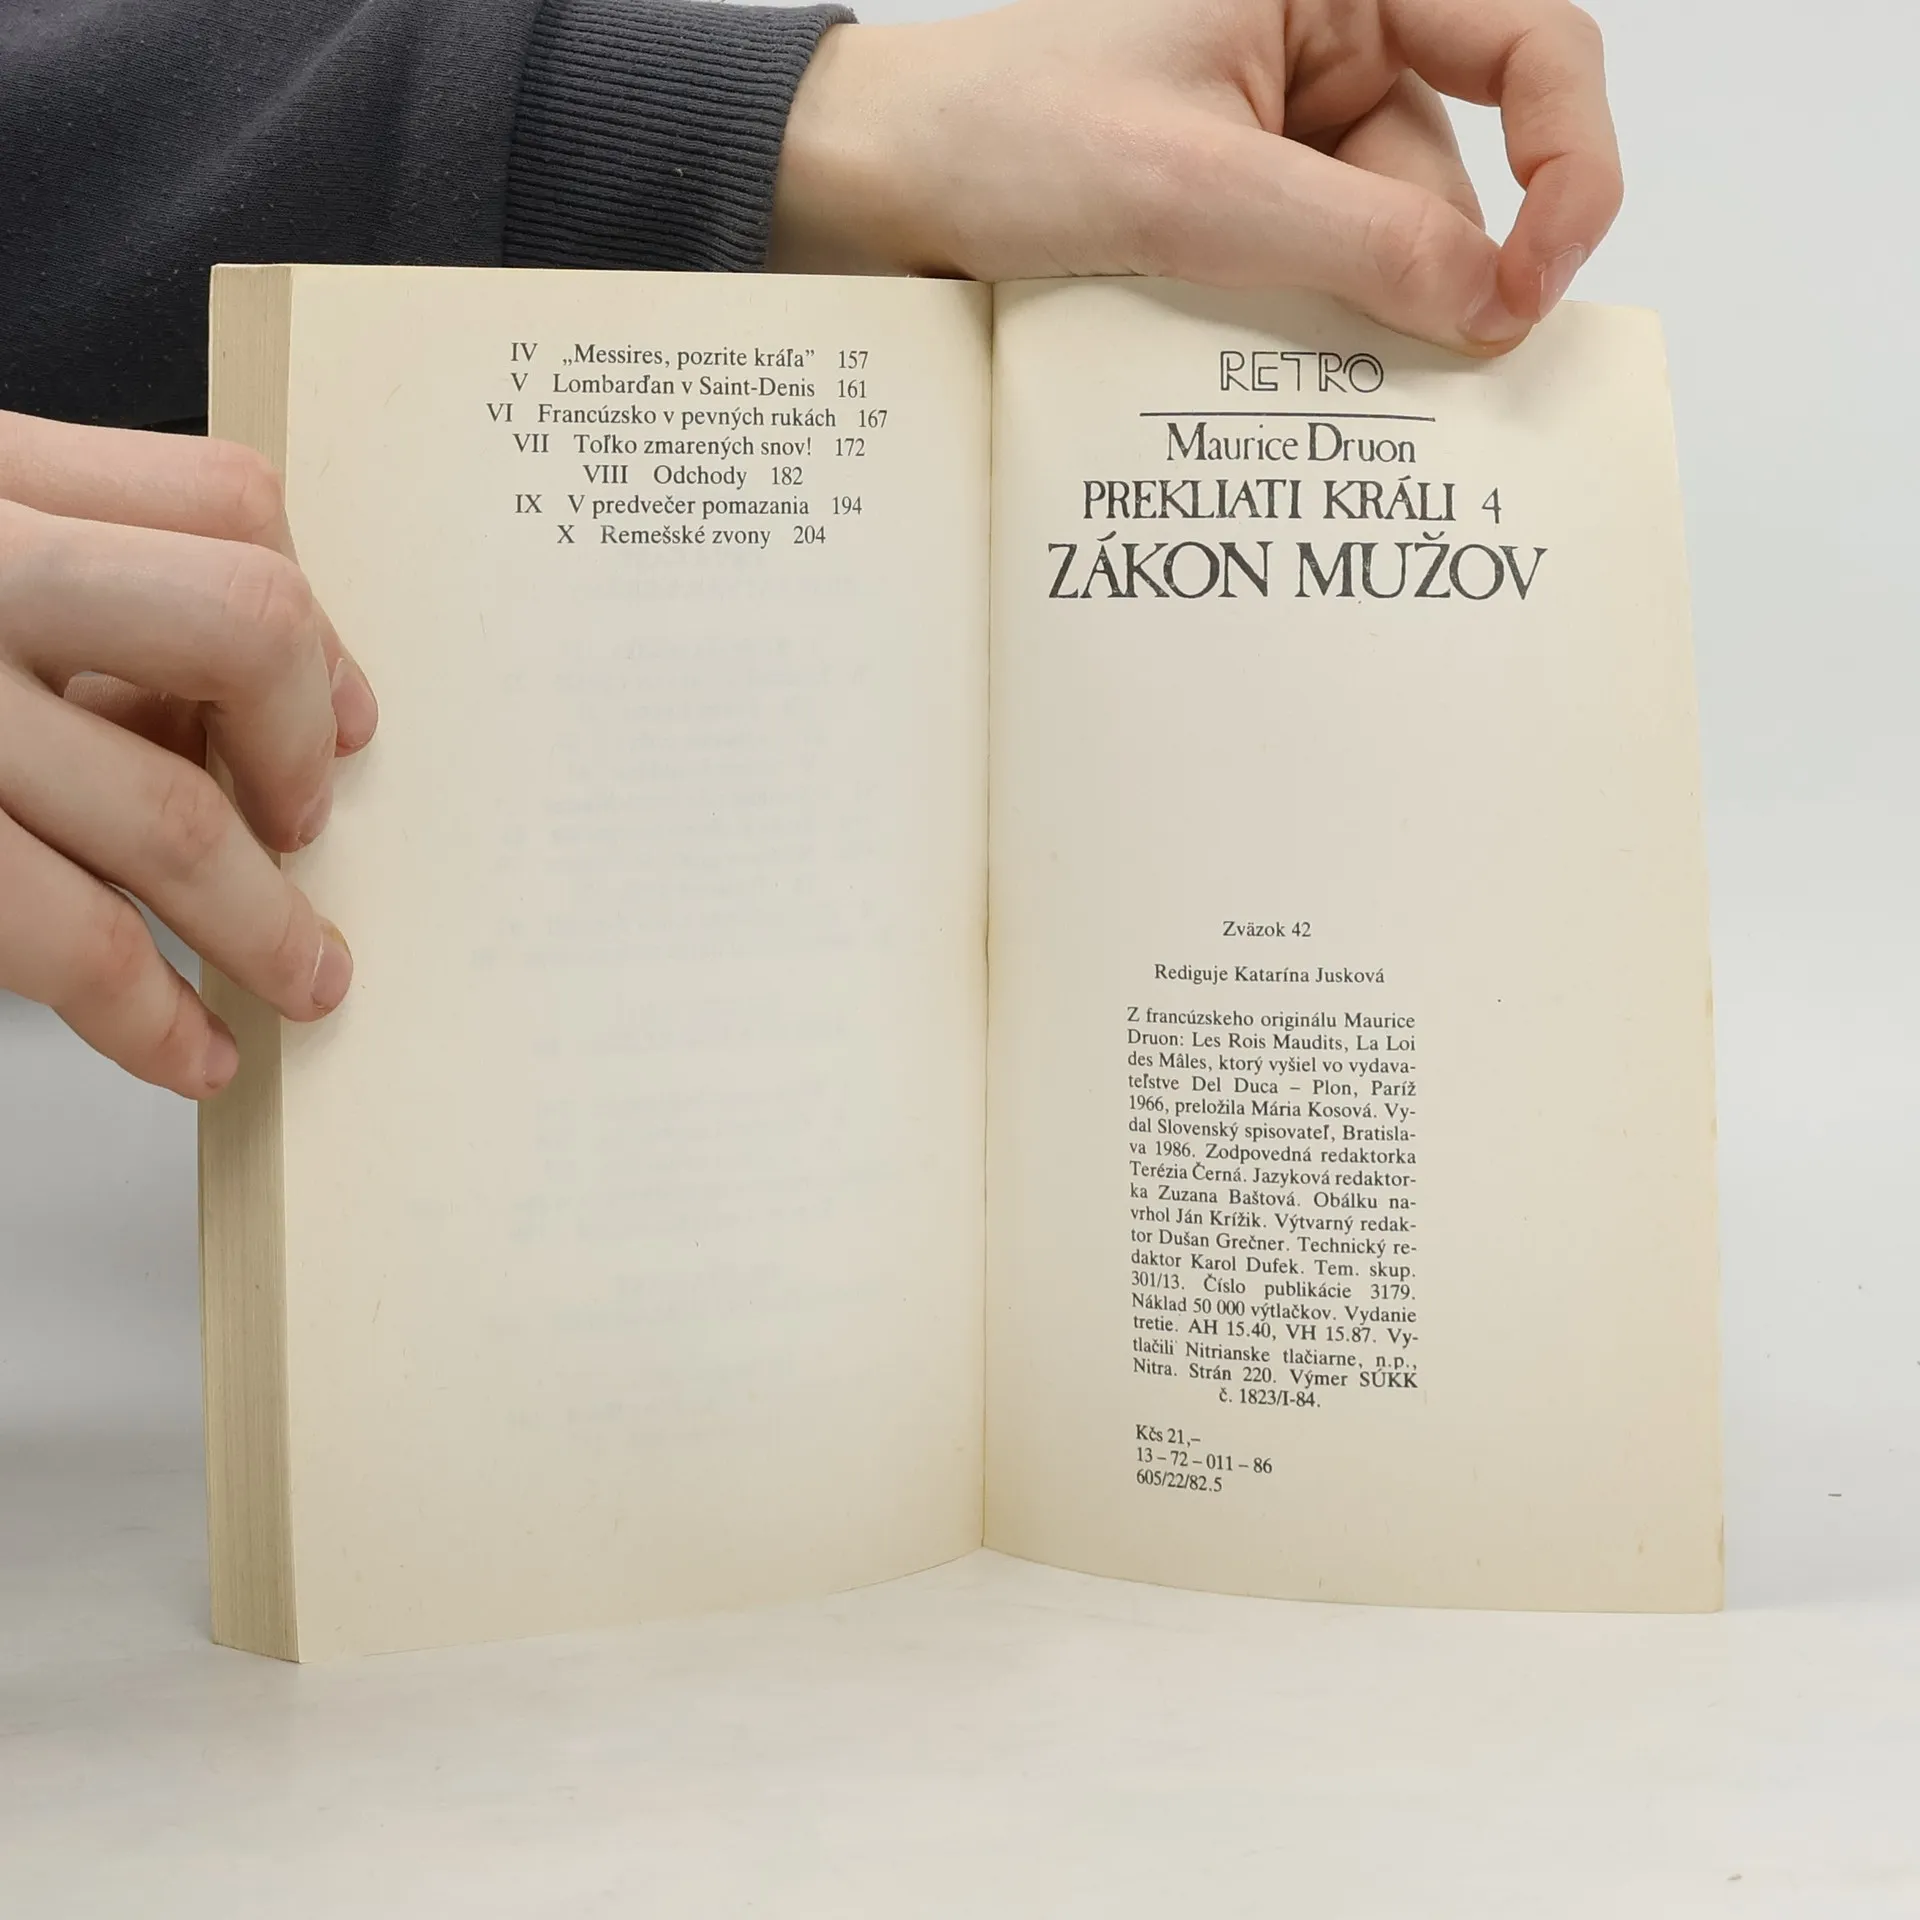 IV „Messires, pozrite kráľa” 157
V Lombarďan v Saint-Denis 161
VI Francúzsko v pevných rukách 167
VII Toľko zmarených snov! 172
VIII Odchody 182
IX V predvečer pomazania 194
X Remešské zvony 204
RETRO
Maurice Druon
PREKLIATI KRÁLI 4
ZÁKON MUŽOV
Zväzok 42
Rediguje Katarína Jusková
Z francúzskeho originálu Maurice
Druon: Les Rois Maudits, La Loi
des Mâles, ktorý vyšiel vo vydava-
teľstve Del Duca – Plon, Paríž
1966, preložila Mária Kosová. Vy-
dal Slovenský spisovateľ, Bratisla-
va 1986. Zodpovedná redaktorka
Terézia Černá. Jazyková redaktor-
ka Zuzana Baštová. Obálku na-
vrhol Ján Krížik. Výtvarný redak-
tor Dušan Grečner. Technický re-
daktor Karol Dufek. Tem. skup.
301/13. Číslo publikácie 3179.
Náklad 50 000 výtlačkov. Vydanie
tretie. AH 15.40, VH 15.87. Vy-
tlačili Nitrianske tlačiarne, n.p.,
Nitra. Strán 220. Výmer SÚKK
č. 1823/I-84.
Kčs 21,–
13 – 72 – 011 – 86
605/22/82.5